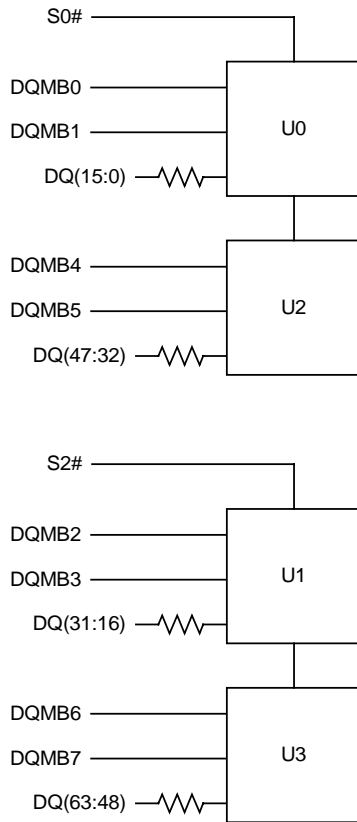 S0#
DQMB0
DQMB1
U0
DQ(15:0)
DQMB4
DQMB5
U2
DQ(47:32)
S2#
DQMB2
DQMB3
U1
DQ(31:16)
DQMB6
DQMB7
U3
DQ(63:48)